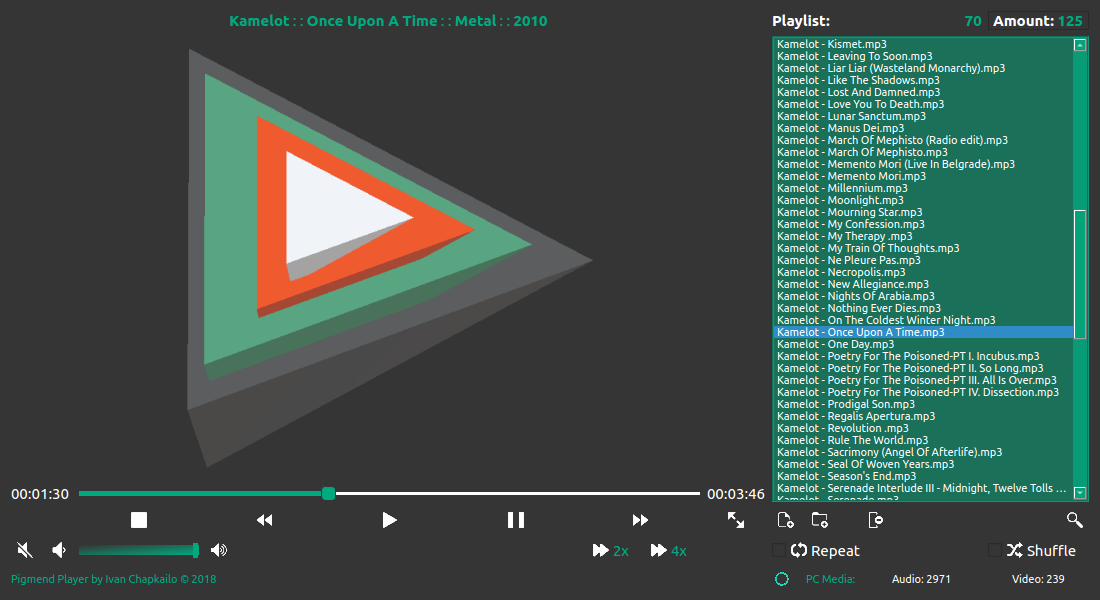 Kamelot :: Once Upon A Time :: Metal :: 2010
Playlist: 70 Amount: 125
Kamelot - Kismet.mp3
Kamelot - Leaving To Soon.mp3
Kamelot - Liar Liar (Wasteland Monarchy).mp3
Kamelot - Like The Shadows.mp3
Kamelot - Lost And Damned.mp3
Kamelot - Love You To Death.mp3
Kamelot - Lunar Sanctum.mp3
Kamelot - Manus Dei.mp3
Kamelot - March Of Mephisto (Radio edit).mp3
Kamelot - March Of Mephisto.mp3
Kamelot - Memento Mori (Live In Belgrade).mp3
Kamelot - Memento Mori.mp3
Kamelot - Millennium.mp3
Kamelot - Moonlight.mp3
Kamelot - Mourning Star.mp3
Kamelot - My Confession.mp3
Kamelot - My Therapy .mp3
Kamelot - My Train Of Thoughts.mp3
Kamelot - Ne Pleure Pas.mp3
Kamelot - Necropolis.mp3
Kamelot - New Allegiance.mp3
Kamelot - Nights Of Arabia.mp3
Kamelot - Nothing Ever Dies.mp3
Kamelot - On The Coldest Winter Night.mp3
Kamelot - Once Upon A Time.mp3
Kamelot - One Day.mp3
Kamelot - Poetry For The Poisoned-PT I. Incubus.mp3
Kamelot - Poetry For The Poisoned-PT II. So Long.mp3
Kamelot - Poetry For The Poisoned-PT III. All Is Over.mp3
Kamelot - Poetry For The Poisoned-PT IV. Dissection.mp3
Kamelot - Prodigal Son.mp3
Kamelot - Regalis Apertura.mp3
Kamelot - Revolution .mp3
Kamelot - Rule The World.mp3
Kamelot - Sacrimony (Angel Of Afterlife).mp3
Kamelot - Seal Of Woven Years.mp3
Kamelot - Season's End.mp3
Kamelot - Serenade Interlude III - Midnight, Twelve Tolls ...
Kamelot - Serenade.mp3
00:01:30 00:03:46
2x 4x
Repeat Shuffle
Pigmend Player by Ivan Chapkailo © 2018
PC Media: Audio: 2971 Video: 239